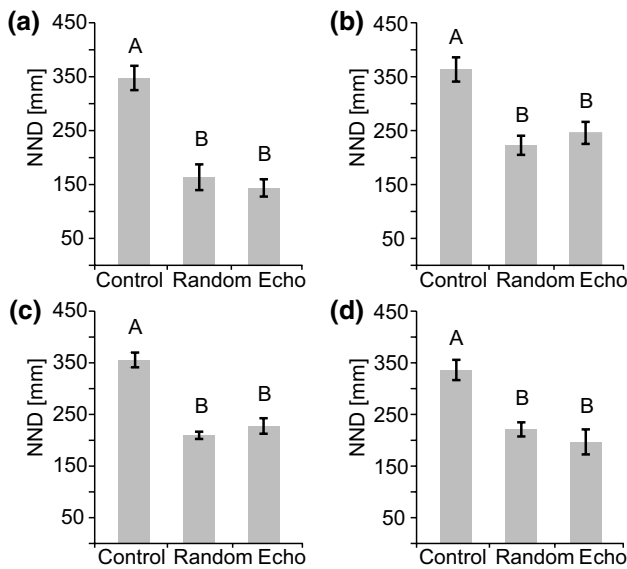 (a)
NND [mm]
450
350
250
150
50
A
B
B
Control Random Echo
(b)
NND [mm]
450
350
250
150
50
A
B
B
Control Random Echo
(c)
NND [mm]
450
350
250
150
50
A
B
B
Control Random Echo
(d)
NND [mm]
450
350
250
150
50
A
B
B
Control Random Echo